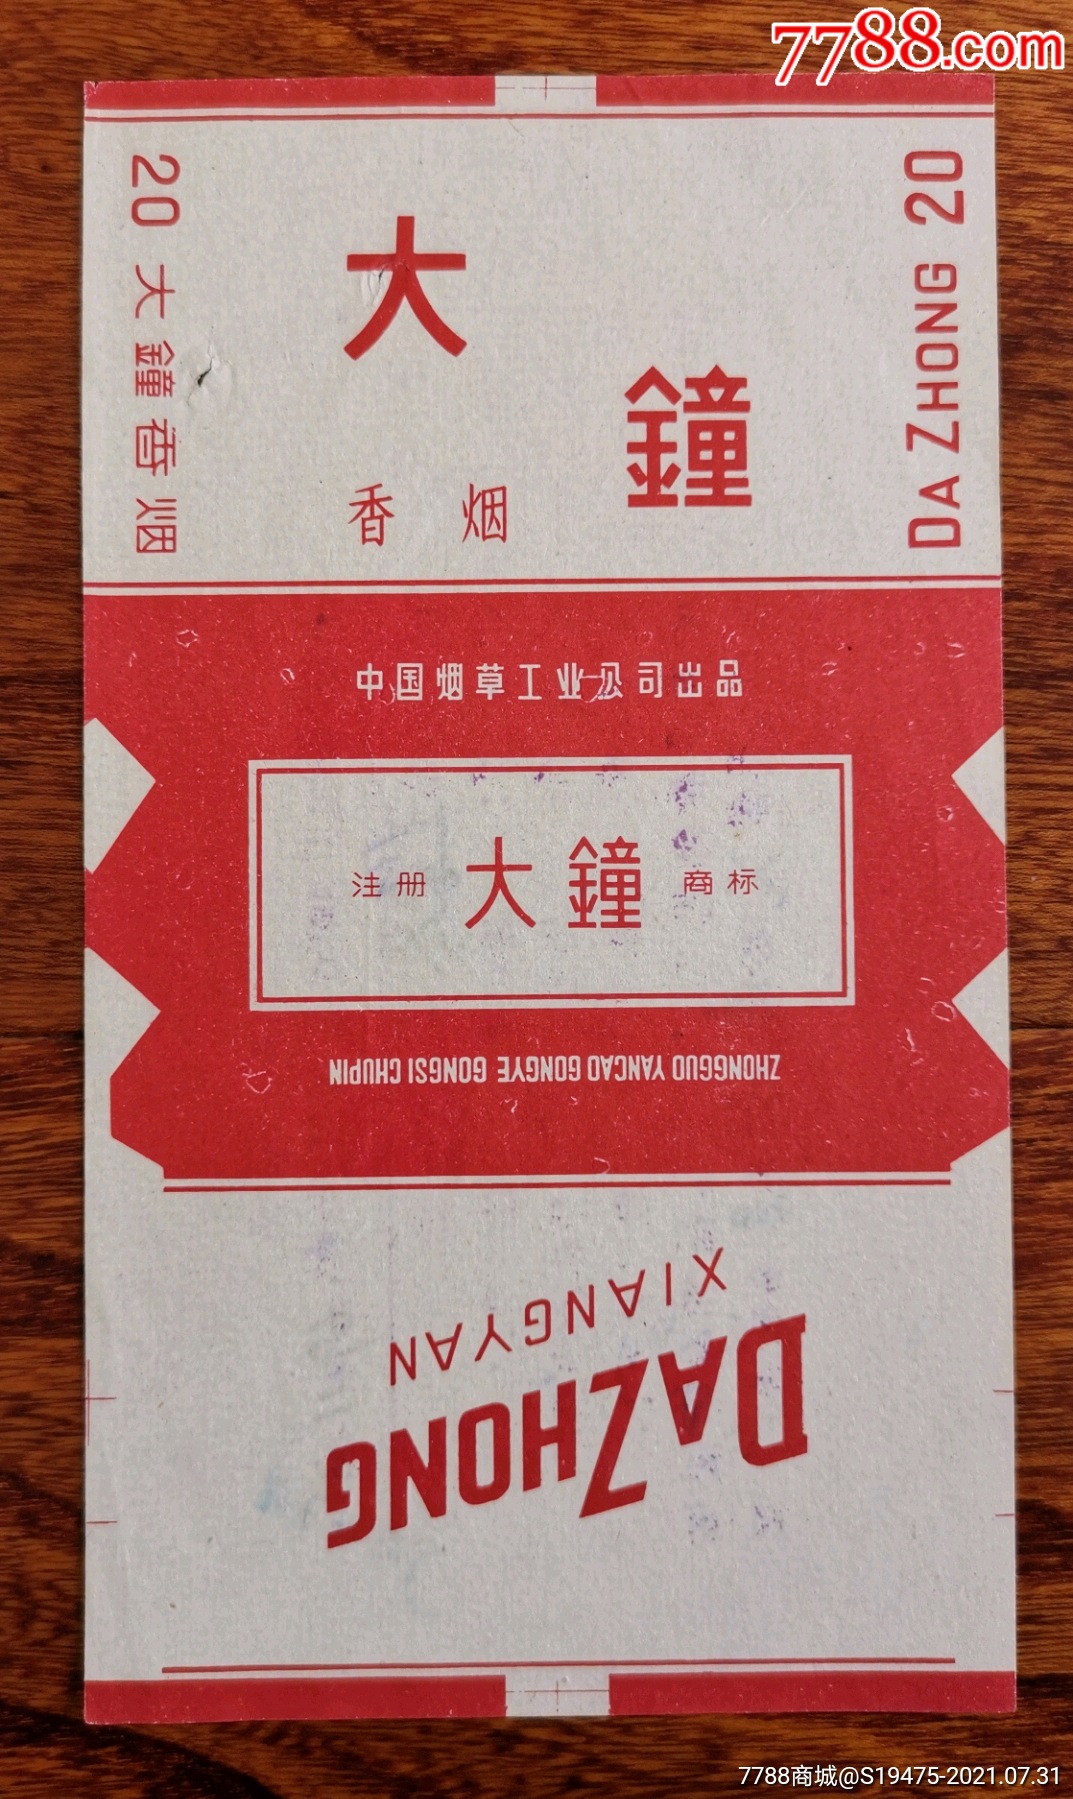 7788.com
20 大鐘香烟
大
鐘
香 烟
DA ZHONG 20
中国烟草工业公司出品
注册 大鐘 商标
ZHONGGUO YANCAO GONGYE GONGSI CHUPIN
DAZHONG
XIANGYAN
7788商城@S19475-2021.07.31